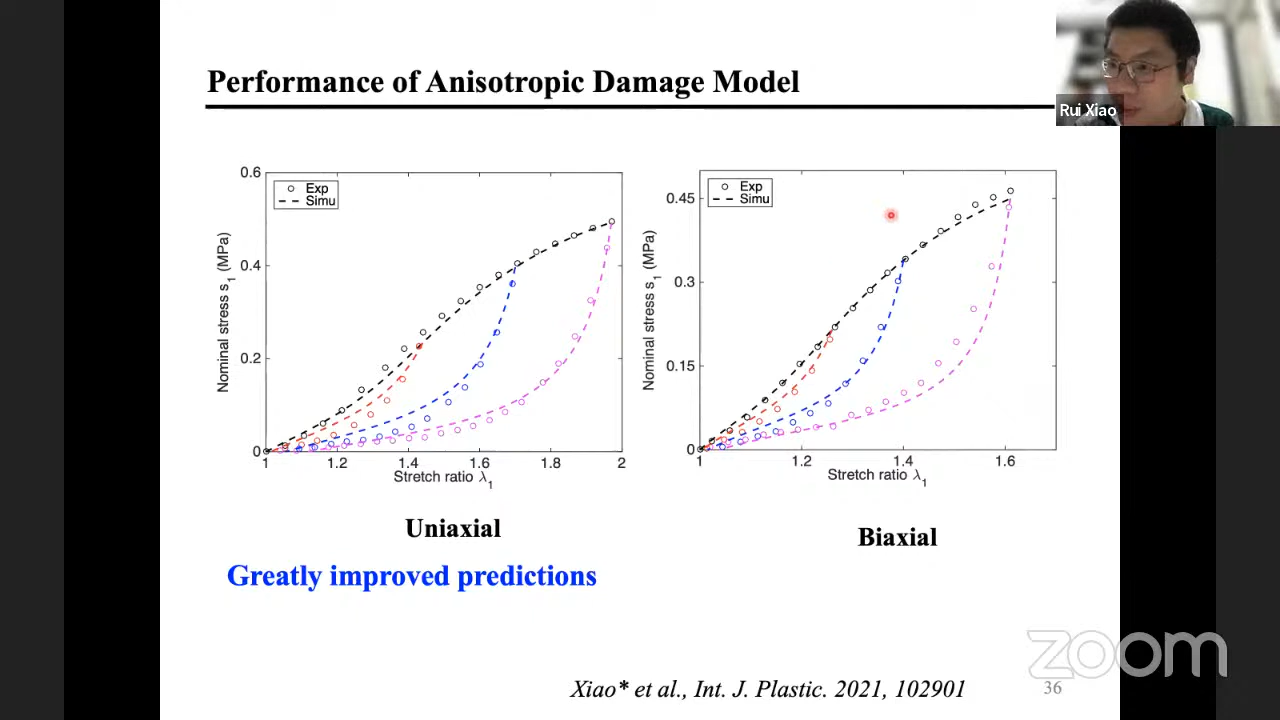 Performance of Anisotropic Damage Model
Rui Xiao
Exp
Simu
0.6
0.4
0.2
0
Nominal stress s1 (MPa)
1 1.2 1.4 1.6 1.8 2
Stretch ratio λ1
Uniaxial
Exp
Simu
0.45
0.3
0.15
0
Nominal stress s1 (MPa)
1 1.2 1.4 1.6
Stretch ratio λ1
Biaxial
Greatly improved predictions
Xiao* et al., Int. J. Plastic. 2021, 102901
36
zoom